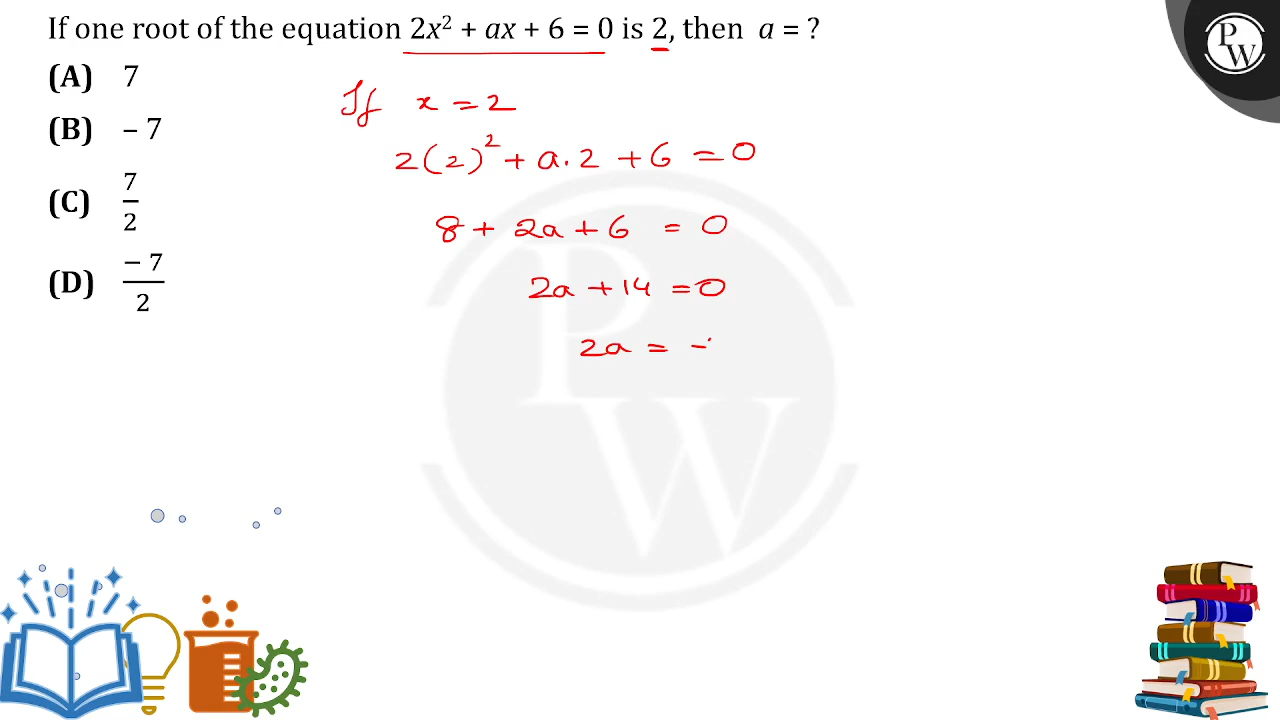 If one root of the equation 2x² + ax + 6 = 0 is 2, then a = ?
(A) 7
(B) – 7
(C) 7/2
(D) – 7/2
If x = 2
2(2)² + a·2 + 6 = 0
8 + 2a + 6 = 0
2a + 14 = 0
2a = -
P
W
P
W